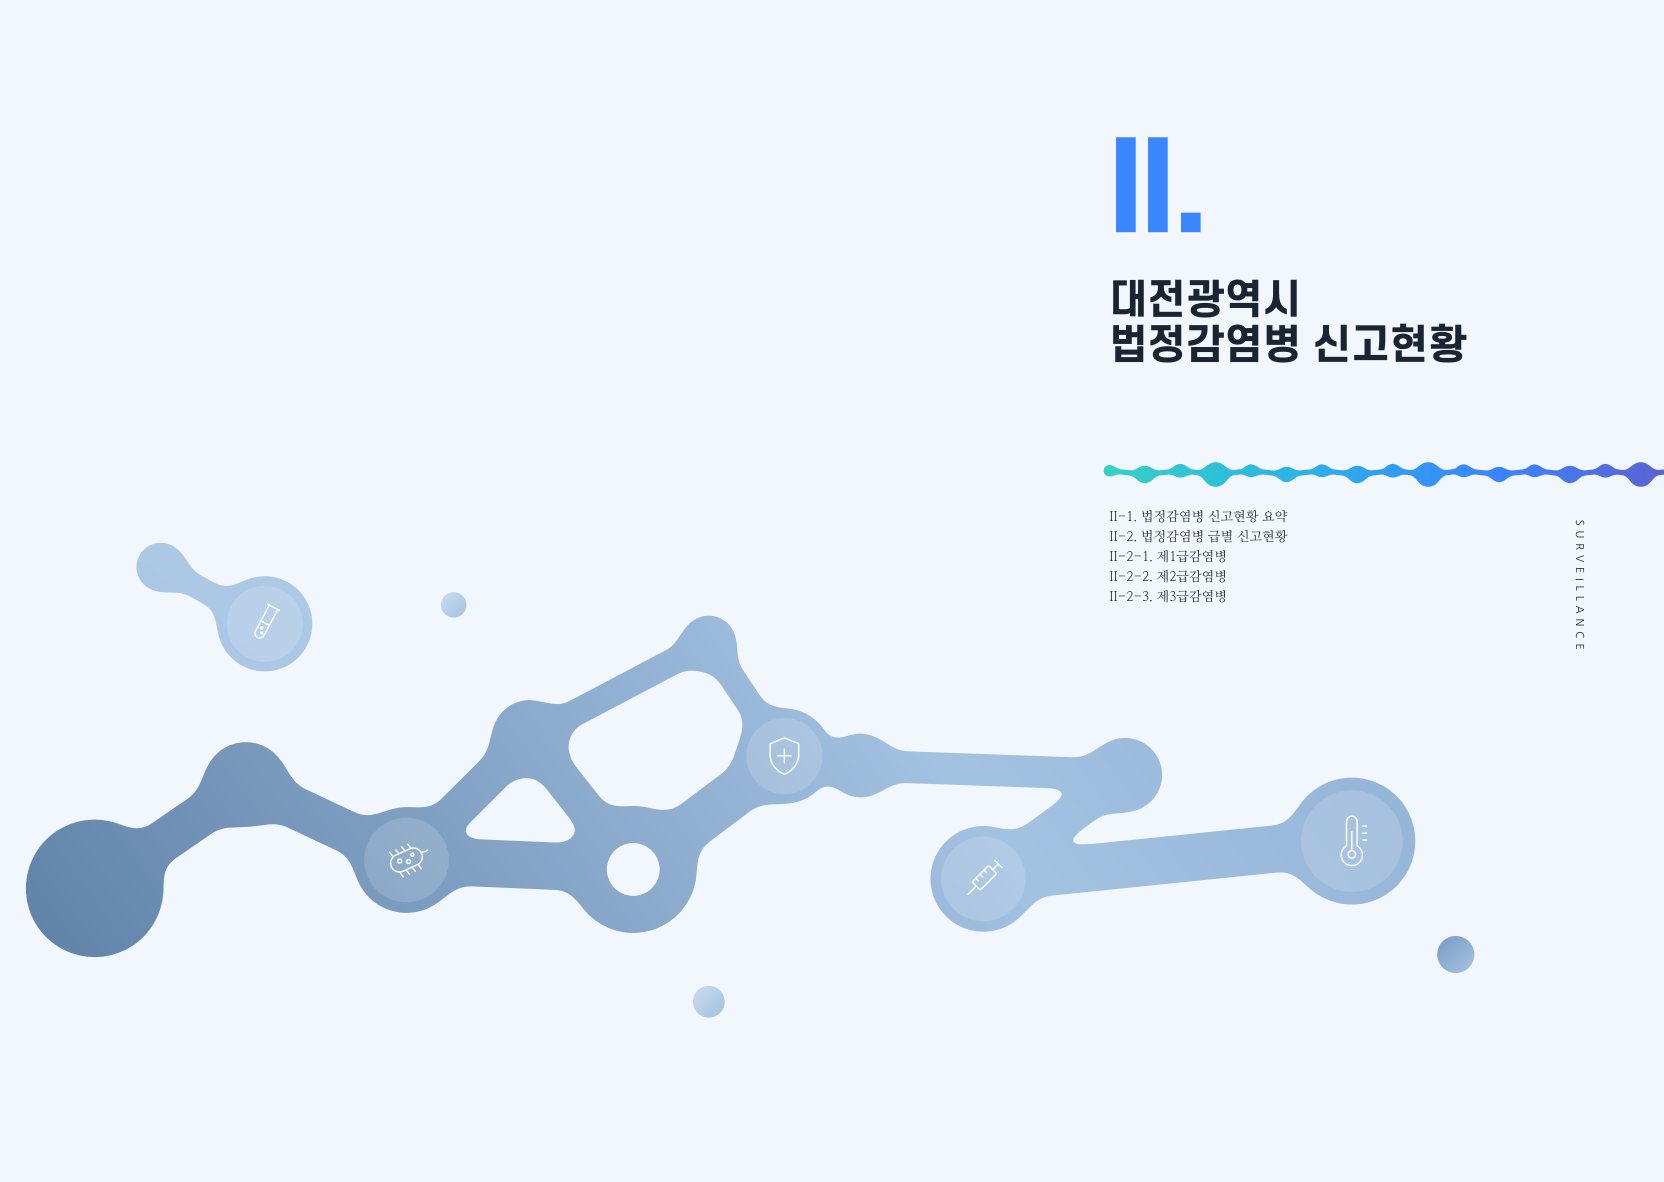 II.
대전광역시
법정감염병 신고현황
II-1. 법정감염병 신고현황 요약
II-2. 법정감염병 급별 신고현황
II-2-1. 제1급감염병
II-2-2. 제2급감염병
II-2-3. 제3급감염병
SURVEILLANCE